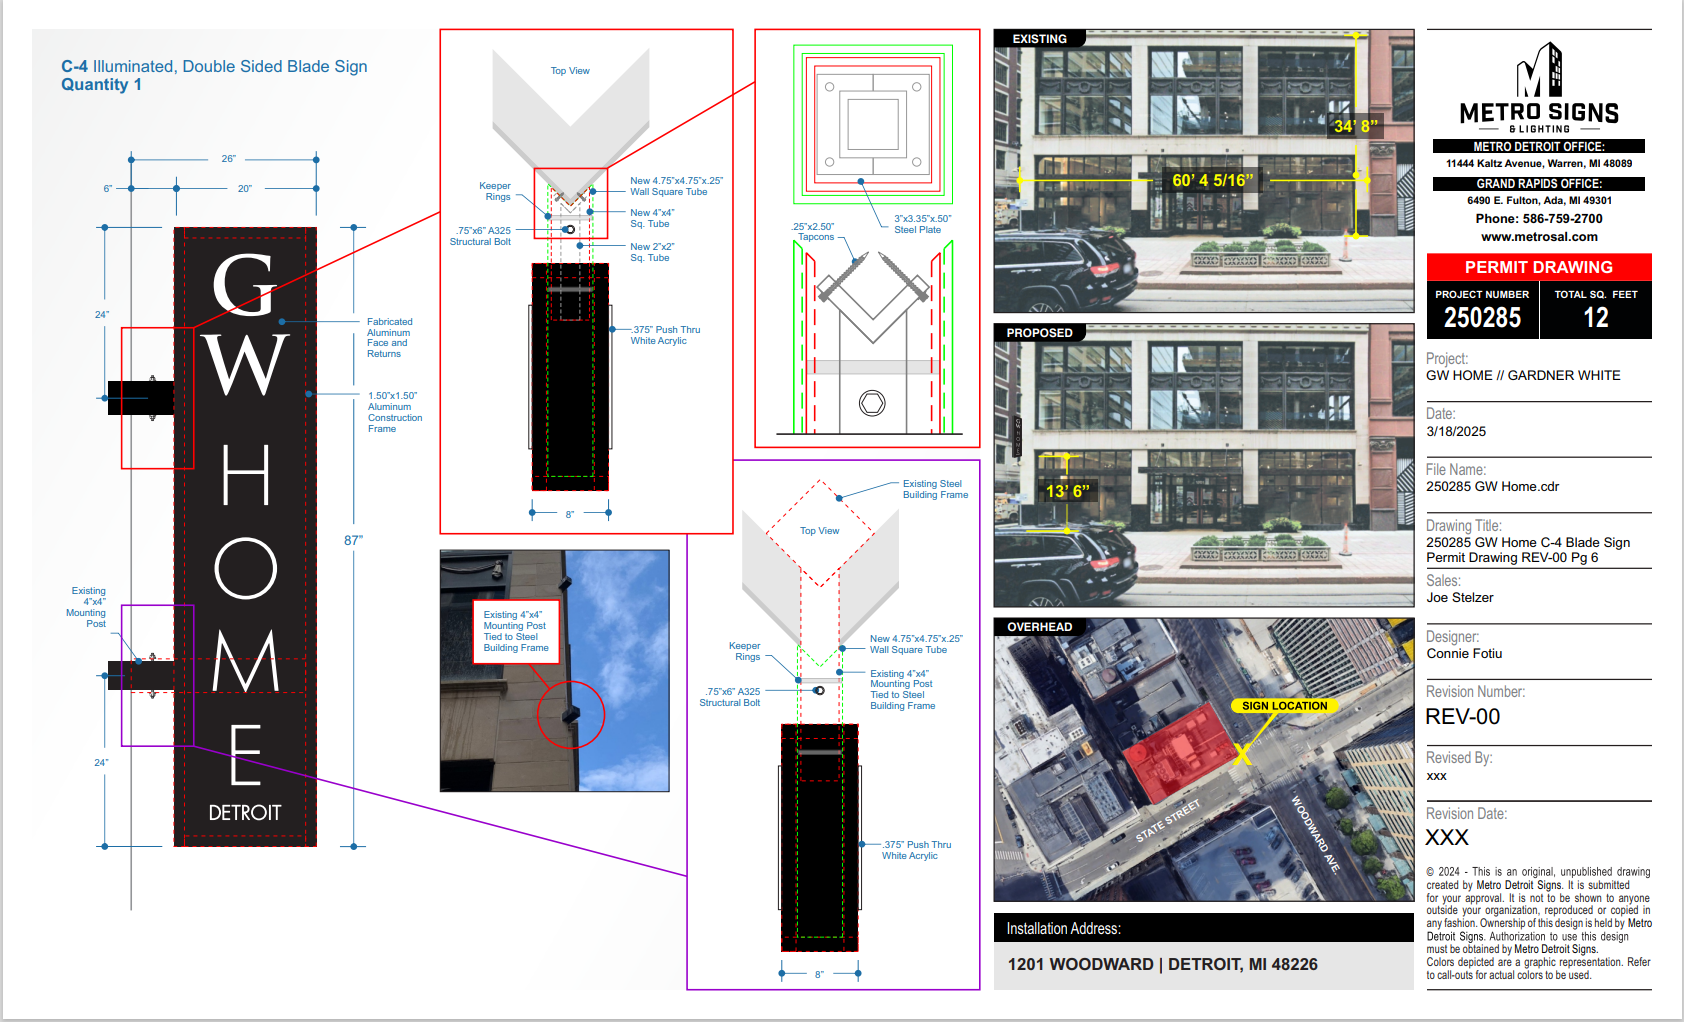 C-4 Illuminated, Double Sided Blade Sign
Quantity 1
26"
6"
20"
24"
24"
87"
G
W
H
O
M
E
DETROIT
Fabricated
Aluminum
Face and
Returns
1.50"x1.50"
Aluminum
Construction
Frame
Existing
4"x4"
Mounting
Post
Top View
Keeper
Rings
.75"x6" A325
Structural Bolt
New 4.75"x4.75"x.25"
Wall Square Tube
New 4"x4"
Sq. Tube
New 2"x2"
Sq. Tube
.375" Push Thru
White Acrylic
8"
3"x3.35"x.50"
Steel Plate
.25"x2.50"
Tapcons
Existing 4"x4"
Mounting Post
Tied to Steel
Building Frame
Existing Steel
Building Frame
Top View
Keeper
Rings
.75"x6" A325
Structural Bolt
New 4.75"x4.75"x.25"
Wall Square Tube
Existing 4"x4"
Mounting Post
Tied to Steel
Building Frame
.375" Push Thru
White Acrylic
8"
EXISTING
34' 8"
60' 4 5/16"
PROPOSED
GW HOME
13' 6"
OVERHEAD
SIGN LOCATION
X
STATE STREET
WOODWARD AVE.
Installation Address:
1201 WOODWARD | DETROIT, MI 48226
METRO SIGNS
& LIGHTING
METRO DETROIT OFFICE:
11444 Kaltz Avenue, Warren, MI 48089
GRAND RAPIDS OFFICE:
6490 E. Fulton, Ada, MI 49301
Phone: 586-759-2700
www.metrosal.com
PERMIT DRAWING
PROJECT NUMBER
250285
TOTAL SQ. FEET
12
Project:
GW HOME // GARDNER WHITE
Date:
3/18/2025
File Name:
250285 GW Home.cdr
Drawing Title:
250285 GW Home C-4 Blade Sign
Permit Drawing REV-00 Pg 6
Sales:
Joe Stelzer
Designer:
Connie Fotiu
Revision Number:
REV-00
Revised By:
xxx
Revision Date:
XXX
© 2024 - This is an original, unpublished drawing
created by Metro Detroit Signs. It is submitted
for your approval. It is not to be shown to anyone
outside your organization, reproduced or copied in
any fashion. Ownership of this design is held by Metro
Detroit Signs. Authorization to use this design
must be obtained by Metro Detroit Signs.
Colors depicted are a graphic representation. Refer
to call-outs for actual colors to be used.